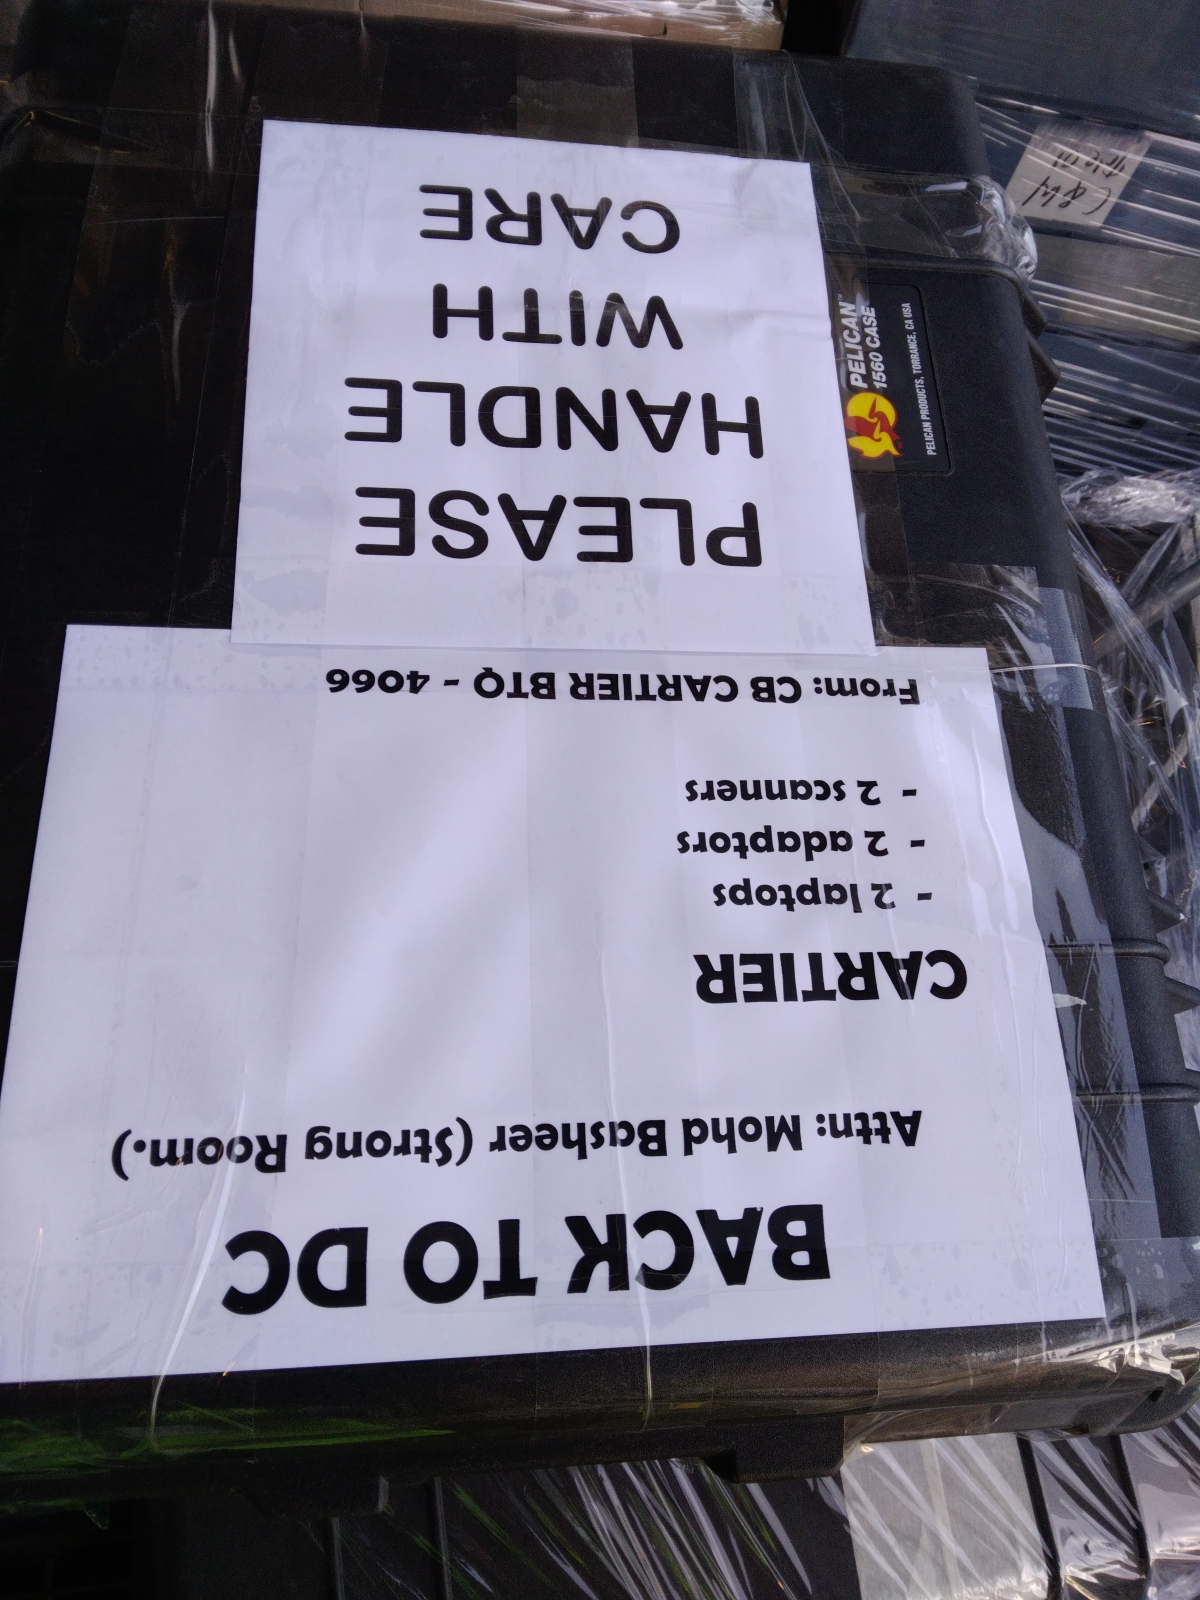 BACK TO DC
Attn: Mohd Basheer (Strong Room.)
CARTIER
- 2 laptops
- 2 adaptors
- 2 scanners
From: CB CARTIER BTQ - 4066
PLEASE
HANDLE
WITH
CARE
PELICAN™
1560 CASE
PELICAN PRODUCTS, TORRANCE, CA USA